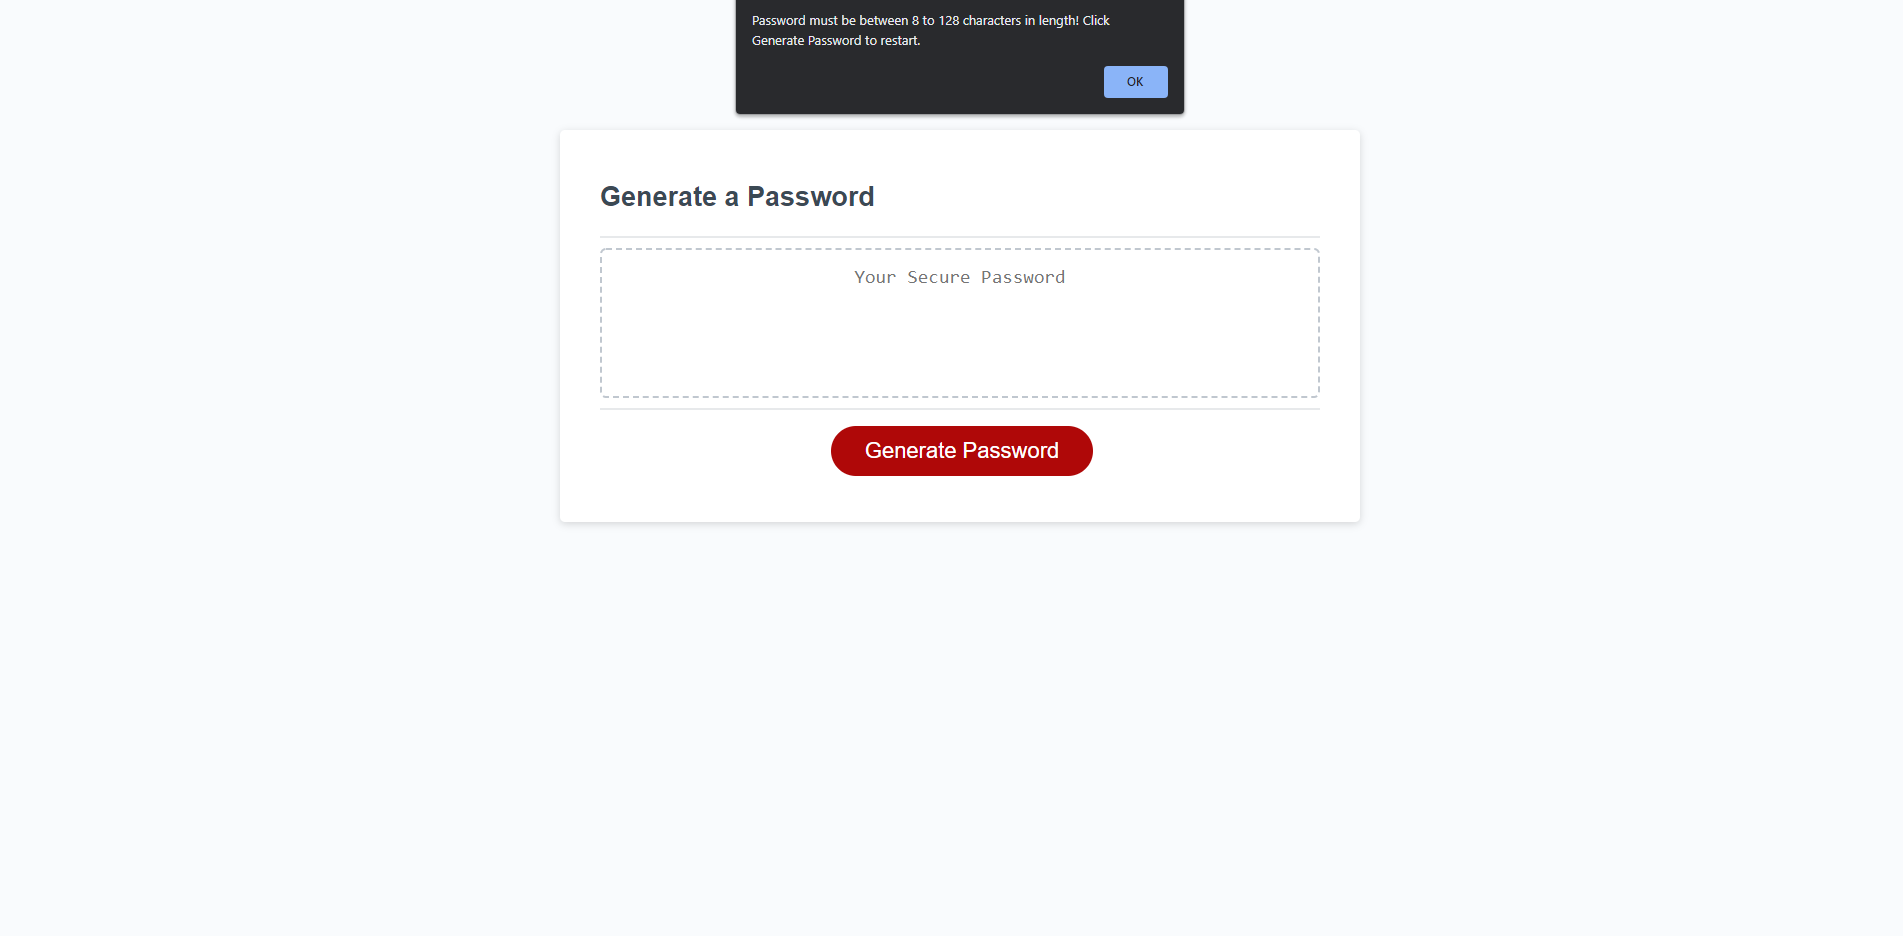 Password must be between 8 to 128 characters in length! Click
Generate Password to restart.
OK
Generate a Password
Your Secure Password
Generate Password